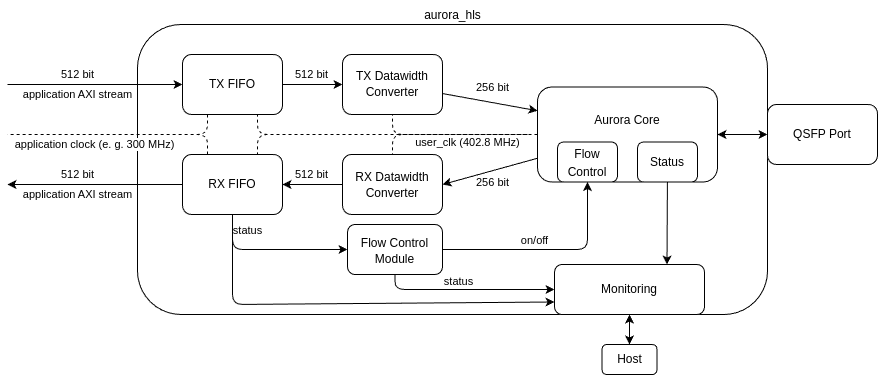 aurora_hls
512 bit
application AXI stream
TX FIFO
512 bit
TX Datawidth
Converter
256 bit
Aurora Core
Flow
Control
Status
QSFP Port
application clock (e. g. 300 MHz)
user_clk (402.8 MHz)
512 bit
application AXI stream
RX FIFO
512 bit
RX Datawidth
Converter
256 bit
status
Flow Control
Module
on/off
status
Monitoring
Host